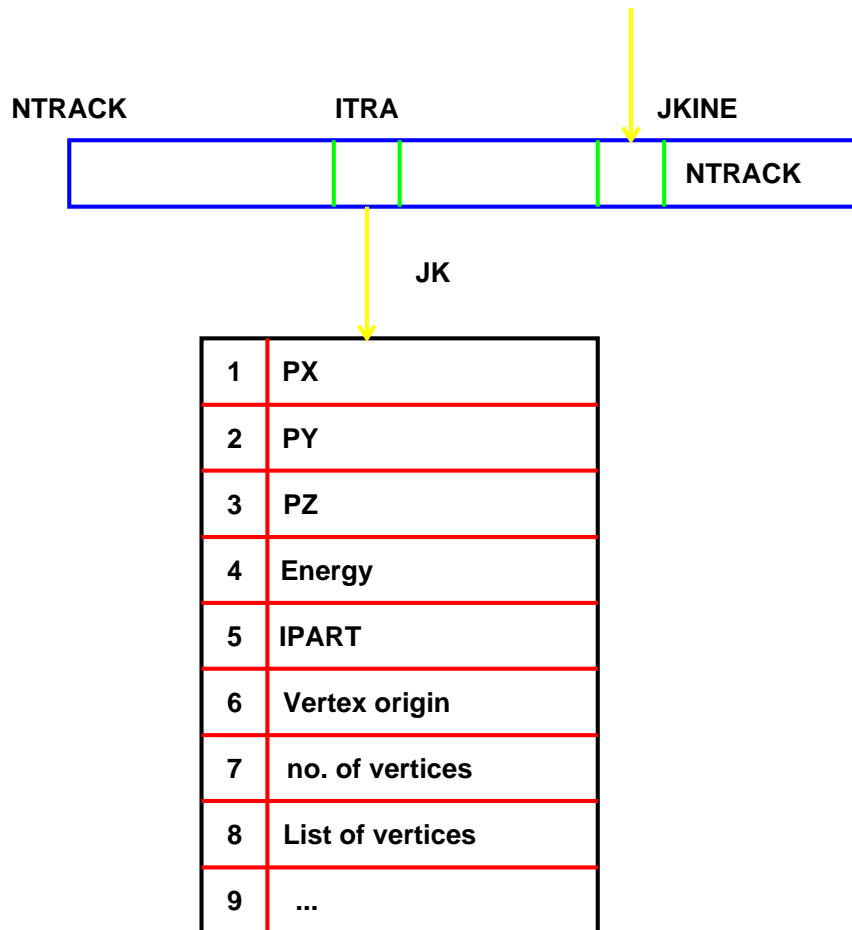 NTRACK ITRA JKINE
NTRACK
JK
1 PX
2 PY
3 PZ
4 Energy
5 IPART
6 Vertex origin
7 no. of vertices
8 List of vertices
9 ...